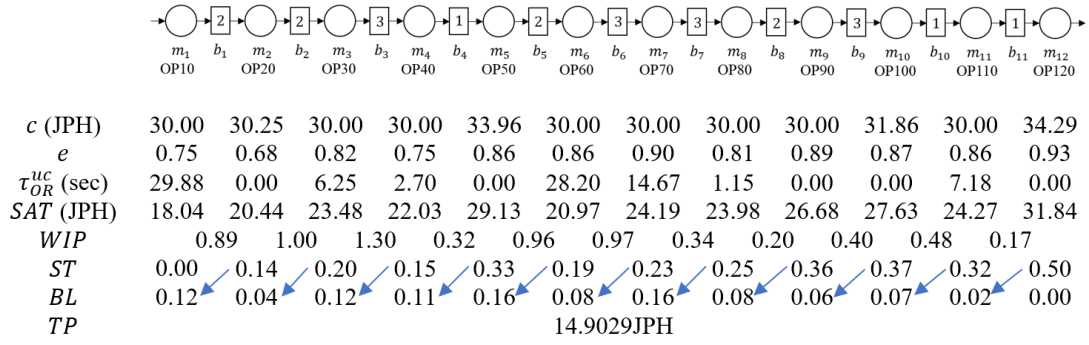 2 2 3 1 2 3 3 2 3 1 1
m₁ b₁ m₂ b₂ m₃ b₃ m₄ b₄ m₅ b₅ m₆ b₆ m₇ b₇ m₈ b₈ m₉ b₉ m₁₀ b₁₀ m₁₁ b₁₁ m₁₂
OP10 OP20 OP30 OP40 OP50 OP60 OP70 OP80 OP90 OP100 OP110 OP120
c (JPH) 30.00 30.25 30.00 30.00 33.96 30.00 30.00 30.00 30.00 31.86 30.00 34.29
e 0.75 0.68 0.82 0.75 0.86 0.86 0.90 0.81 0.89 0.87 0.86 0.93
τ_OR^uc (sec) 29.88 0.00 6.25 2.70 0.00 28.20 14.67 1.15 0.00 0.00 7.18 0.00
SAT (JPH) 18.04 20.44 23.48 22.03 29.13 20.97 24.19 23.98 26.68 27.63 24.27 31.84
WIP 0.89 1.00 1.30 0.32 0.96 0.97 0.34 0.20 0.40 0.48 0.17
ST 0.00 0.14 0.20 0.15 0.33 0.19 0.23 0.25 0.36 0.37 0.32 0.50
BL 0.12 0.04 0.12 0.11 0.16 0.08 0.16 0.08 0.06 0.07 0.02 0.00
TP 14.9029JPH